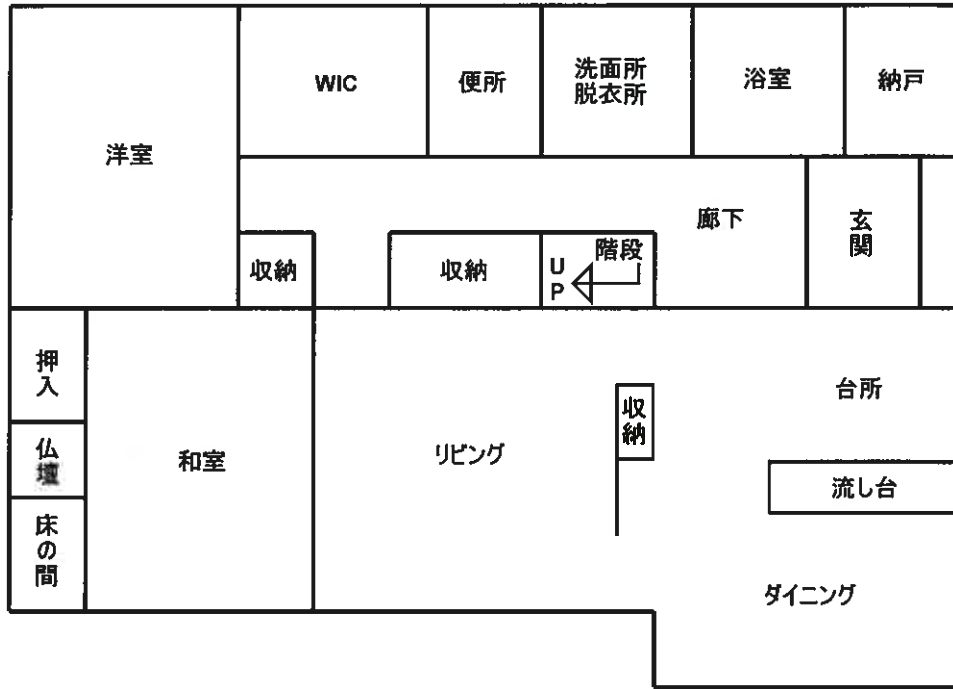 WIC
便所
洗面所
脱衣所
浴室
納戸
洋室
廊下
玄関
収納
収納
階段
UP
押入
仏壇
床の間
和室
リビング
収納
台所
流し台
ダイニング